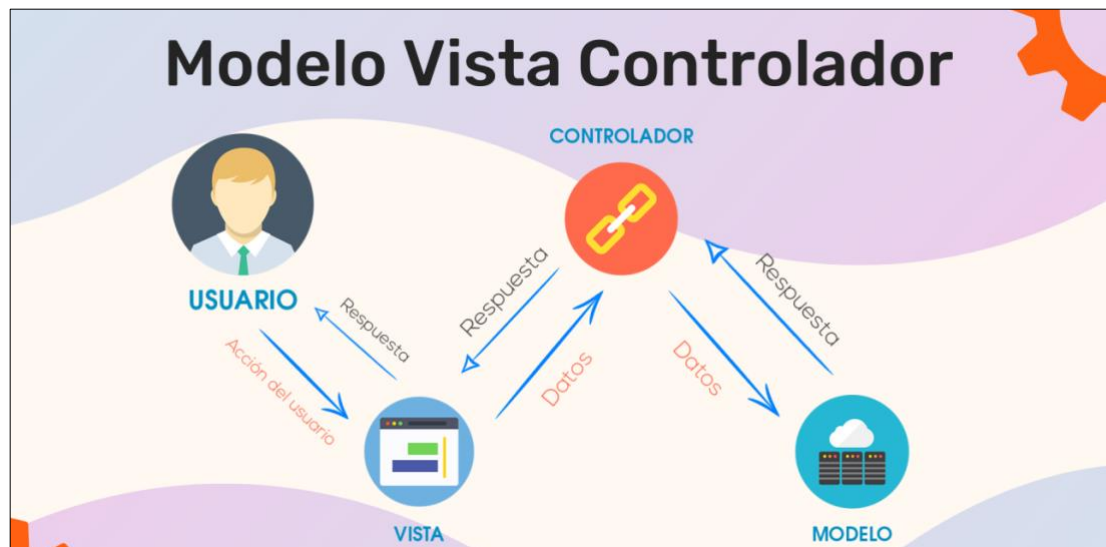 Modelo Vista Controlador
CONTROLADOR
USUARIO
Respuesta
Acción del usuario
Respuesta
Datos
Datos
Respuesta
VISTA
MODELO